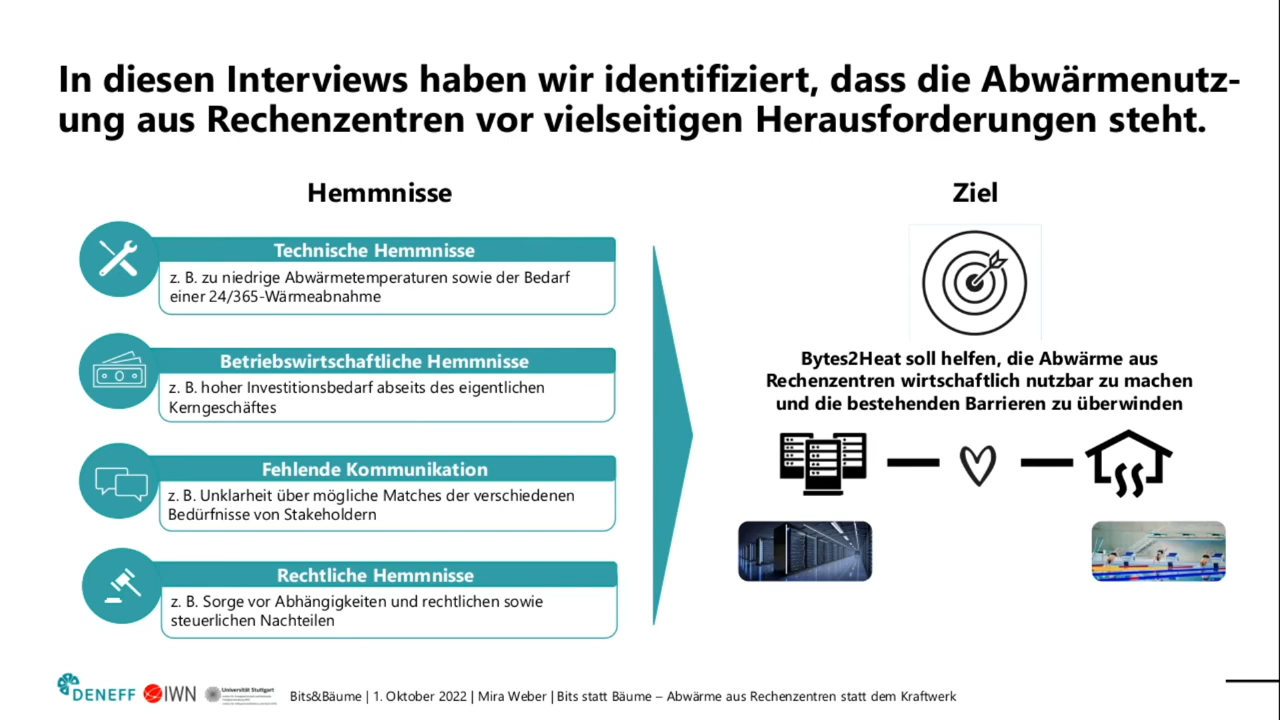 In diesen Interviews haben wir identifiziert, dass die Abwärmenutz-
ung aus Rechenzentren vor vielseitigen Herausforderungen steht.
Hemmnisse
Technische Hemmnisse
z. B. zu niedrige Abwärmetemperaturen sowie der Bedarf
einer 24/365-Wärmeabnahme
Betriebswirtschaftliche Hemmnisse
z. B. hoher Investitionsbedarf abseits des eigentlichen
Kerngeschäftes
Fehlende Kommunikation
z. B. Unklarheit über mögliche Matches der verschiedenen
Bedürfnisse von Stakeholdern
Rechtliche Hemmnisse
z. B. Sorge vor Abhängigkeiten und rechtlichen sowie
steuerlichen Nachteilen
Ziel
Bytes2Heat soll helfen, die Abwärme aus
Rechenzentren wirtschaftlich nutzbar zu machen
und die bestehenden Barrieren zu überwinden
DENEFF
IWN
Universität Stuttgart
Bits&Bäume | 1. Oktober 2022 | Mira Weber | Bits statt Bäume – Abwärme aus Rechenzentren statt dem Kraftwerk